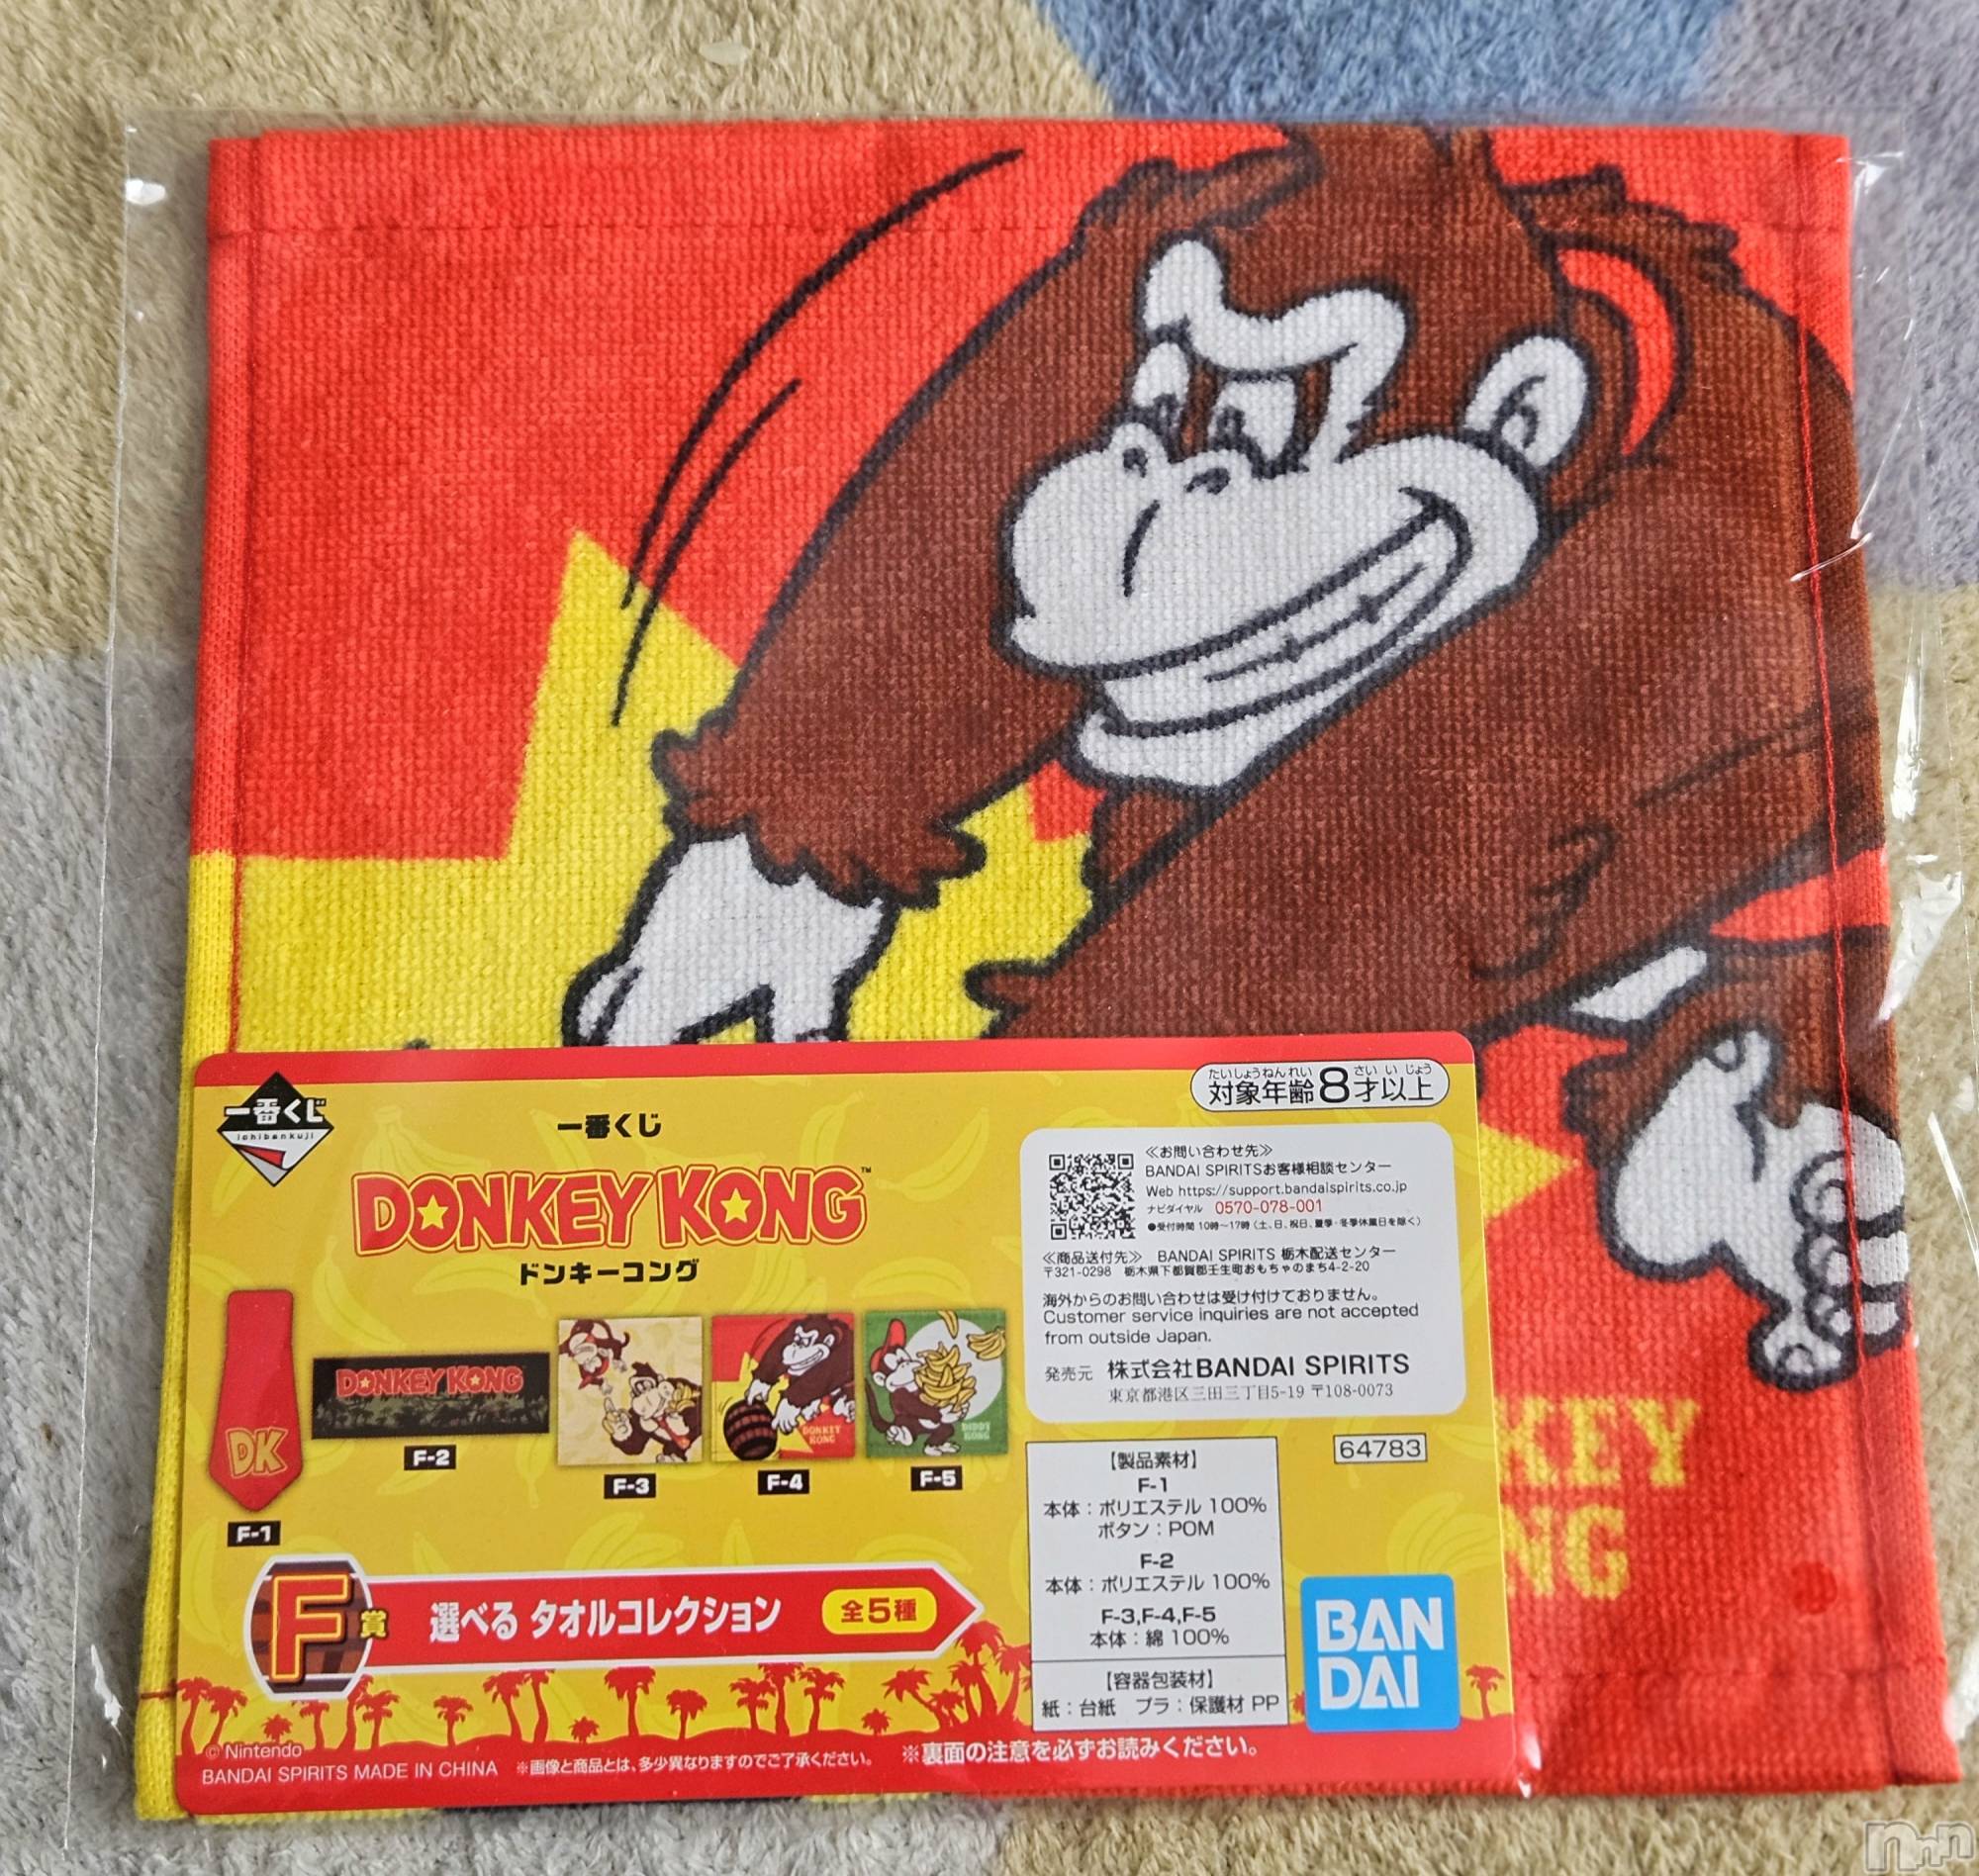 KEY
NG
一番くじ
ichibankuji
一番くじ
DONKEY KONG™
ドンキーコング
たいしょうねんれい さい い じょう
対象年齢8才以上
≪お問い合わせ先≫
BANDAI SPIRITSお客様相談センター
Web https://support.bandaispirits.co.jp
ナビダイヤル 0570-078-001
●受付時間 10時~17時(土、日、祝日、夏季・冬季休業日を除く)
≪商品送付先≫ BANDAI SPIRITS 栃木配送センター
〒321-0298 栃木県下都賀郡壬生町おもちゃのまち4-2-20
海外からのお問い合わせは受け付けておりません。
Customer service inquiries are not accepted
from outside Japan.
発売元 株式会社BANDAI SPIRITS
東京都港区三田三丁目5-19 〒108-0073
DK
F-1
DONKEY KONG
F-2
F-3
DONKEY
KONG
F-4
DIDDY
KONG
F-5
F賞 選べる タオルコレクション 全5種
【製品素材】
F-1
本体:ポリエステル 100%
ボタン:POM
F-2
本体:ポリエステル 100%
F-3,F-4,F-5
本体:綿 100%
【容器包装材】
紙:台紙 プラ:保護材 PP
64783
BAN
DAI
© Nintendo
BANDAI SPIRITS MADE IN CHINA ※画像と商品とは、多少異なりますのでご了承ください。 ※裏面の注意を必ずお読みください。